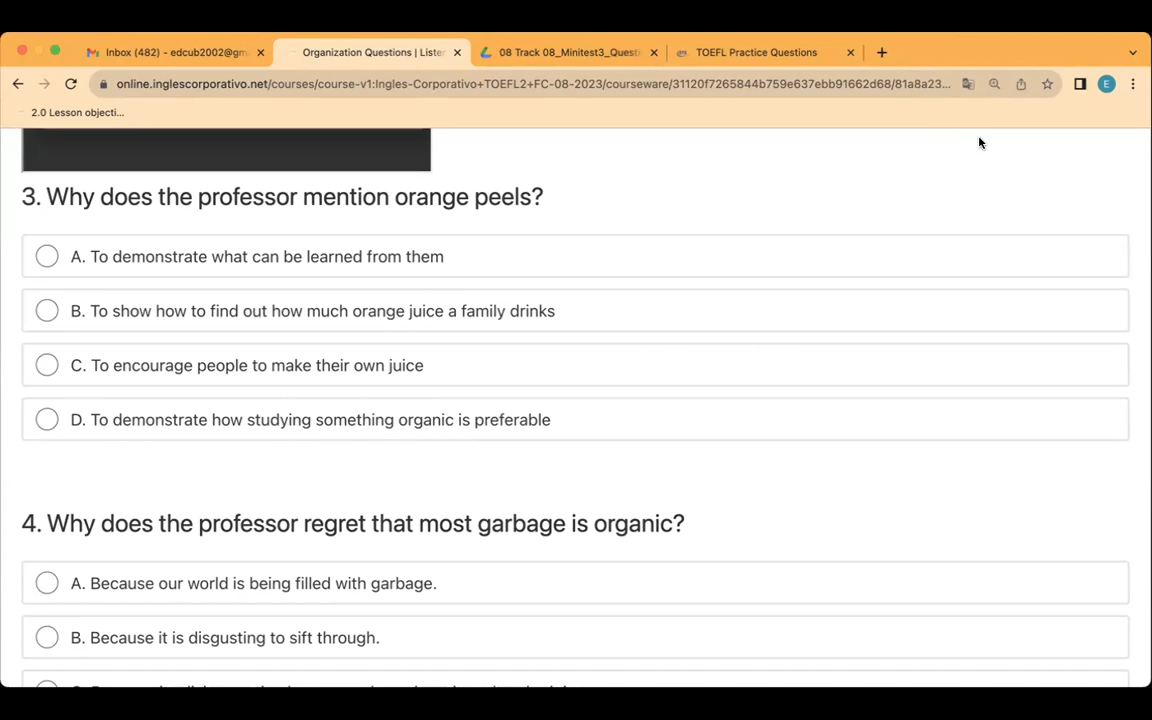 Inbox (482) - edcub2002@gm
Organization Questions | Lister
08 Track 08_Minitest3_Questi
TOEFL Practice Questions
online.inglescorporativo.net/courses/course-v1:Ingles-Corporativo+TOEFL2+FC-08-2023/courseware/31120f7265844b759e637ebb91662d68/81a8a23...
E
2.0 Lesson objecti...
3. Why does the professor mention orange peels?
A. To demonstrate what can be learned from them
B. To show how to find out how much orange juice a family drinks
C. To encourage people to make their own juice
D. To demonstrate how studying something organic is preferable
4. Why does the professor regret that most garbage is organic?
A. Because our world is being filled with garbage.
B. Because it is disgusting to sift through.